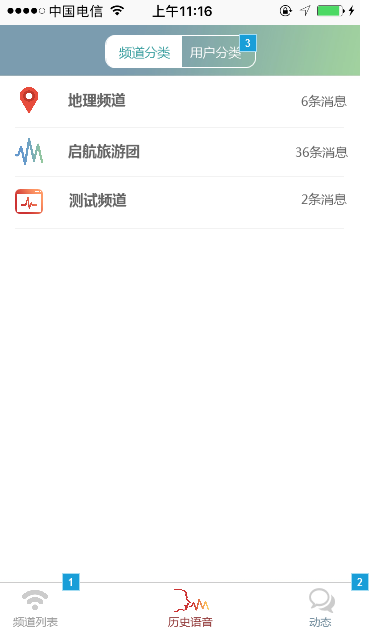 中国电信 上午11:16
频道分类 用户分类 3
地理频道 6条消息
启航旅游团 36条消息
测试频道 2条消息
1 2
频道列表 历史语音 动态